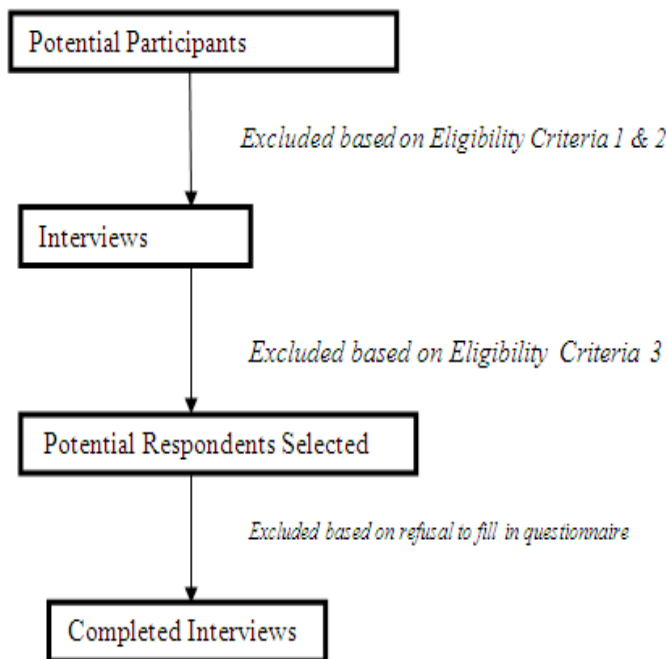 Potential Participants
Excluded based on Eligibility Criteria 1 & 2
Interviews
Excluded based on Eligibility Criteria 3
Potential Respondents Selected
Excluded based on refusal to fill in questionnaire
Completed Interviews